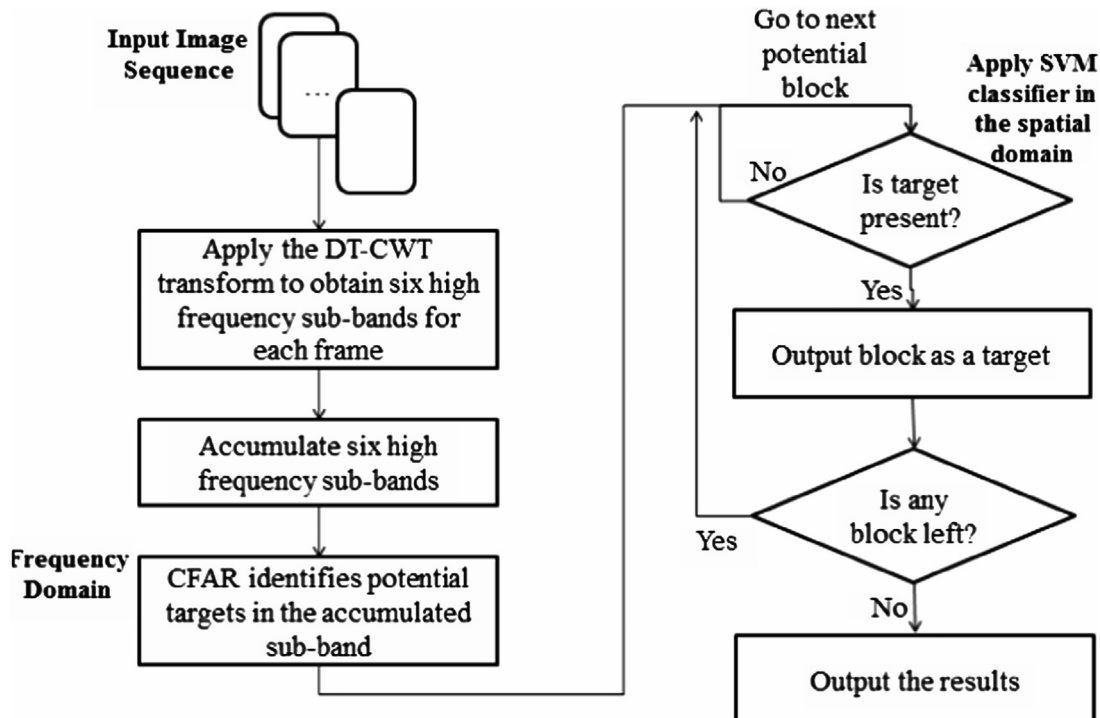 Input Image
Sequence
...
Apply the DT-CWT
transform to obtain six high
frequency sub-bands for
each frame
Accumulate six high
frequency sub-bands
Frequency
Domain
CFAR identifies potential
targets in the accumulated
sub-band
Go to next
potential
block
Apply SVM
classifier in
the spatial
domain
No
Is target
present?
Yes
Output block as a target
Is any
block left?
Yes
No
Output the results